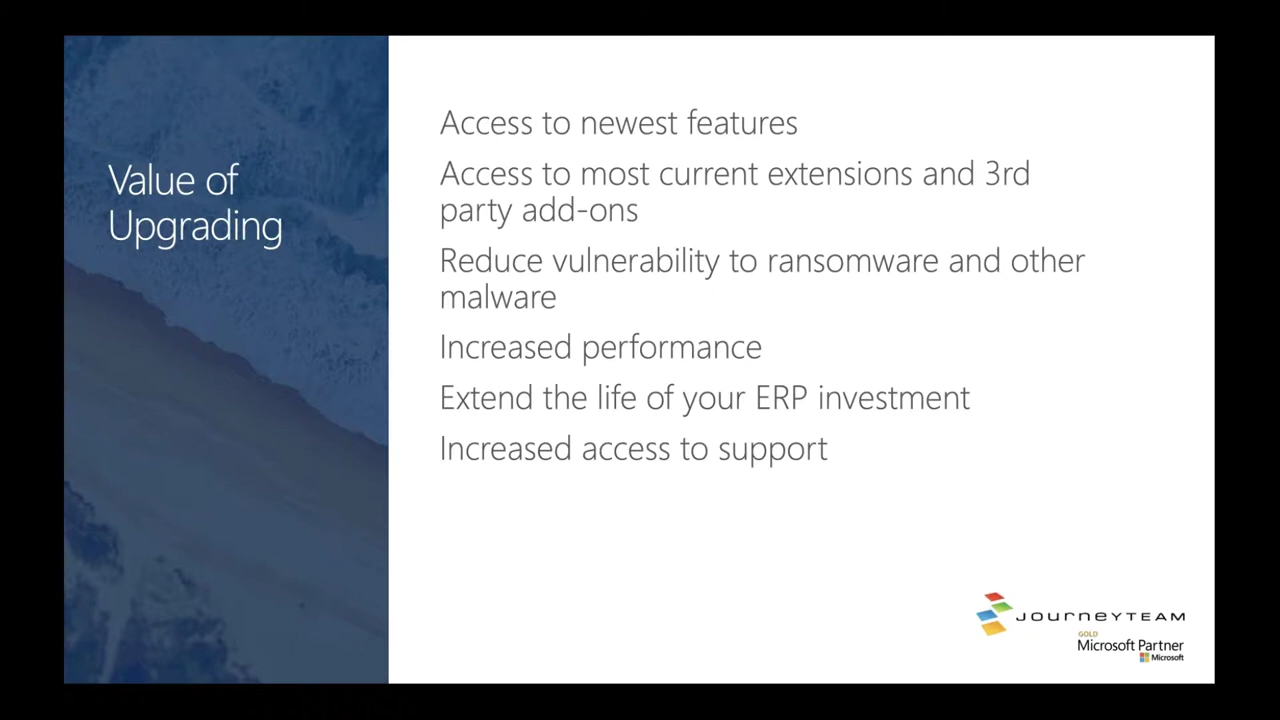 Value of
Upgrading
Access to newest features
Access to most current extensions and 3rd
party add-ons
Reduce vulnerability to ransomware and other
malware
Increased performance
Extend the life of your ERP investment
Increased access to support
JOURNEYTEAM
GOLD
Microsoft Partner
Microsoft